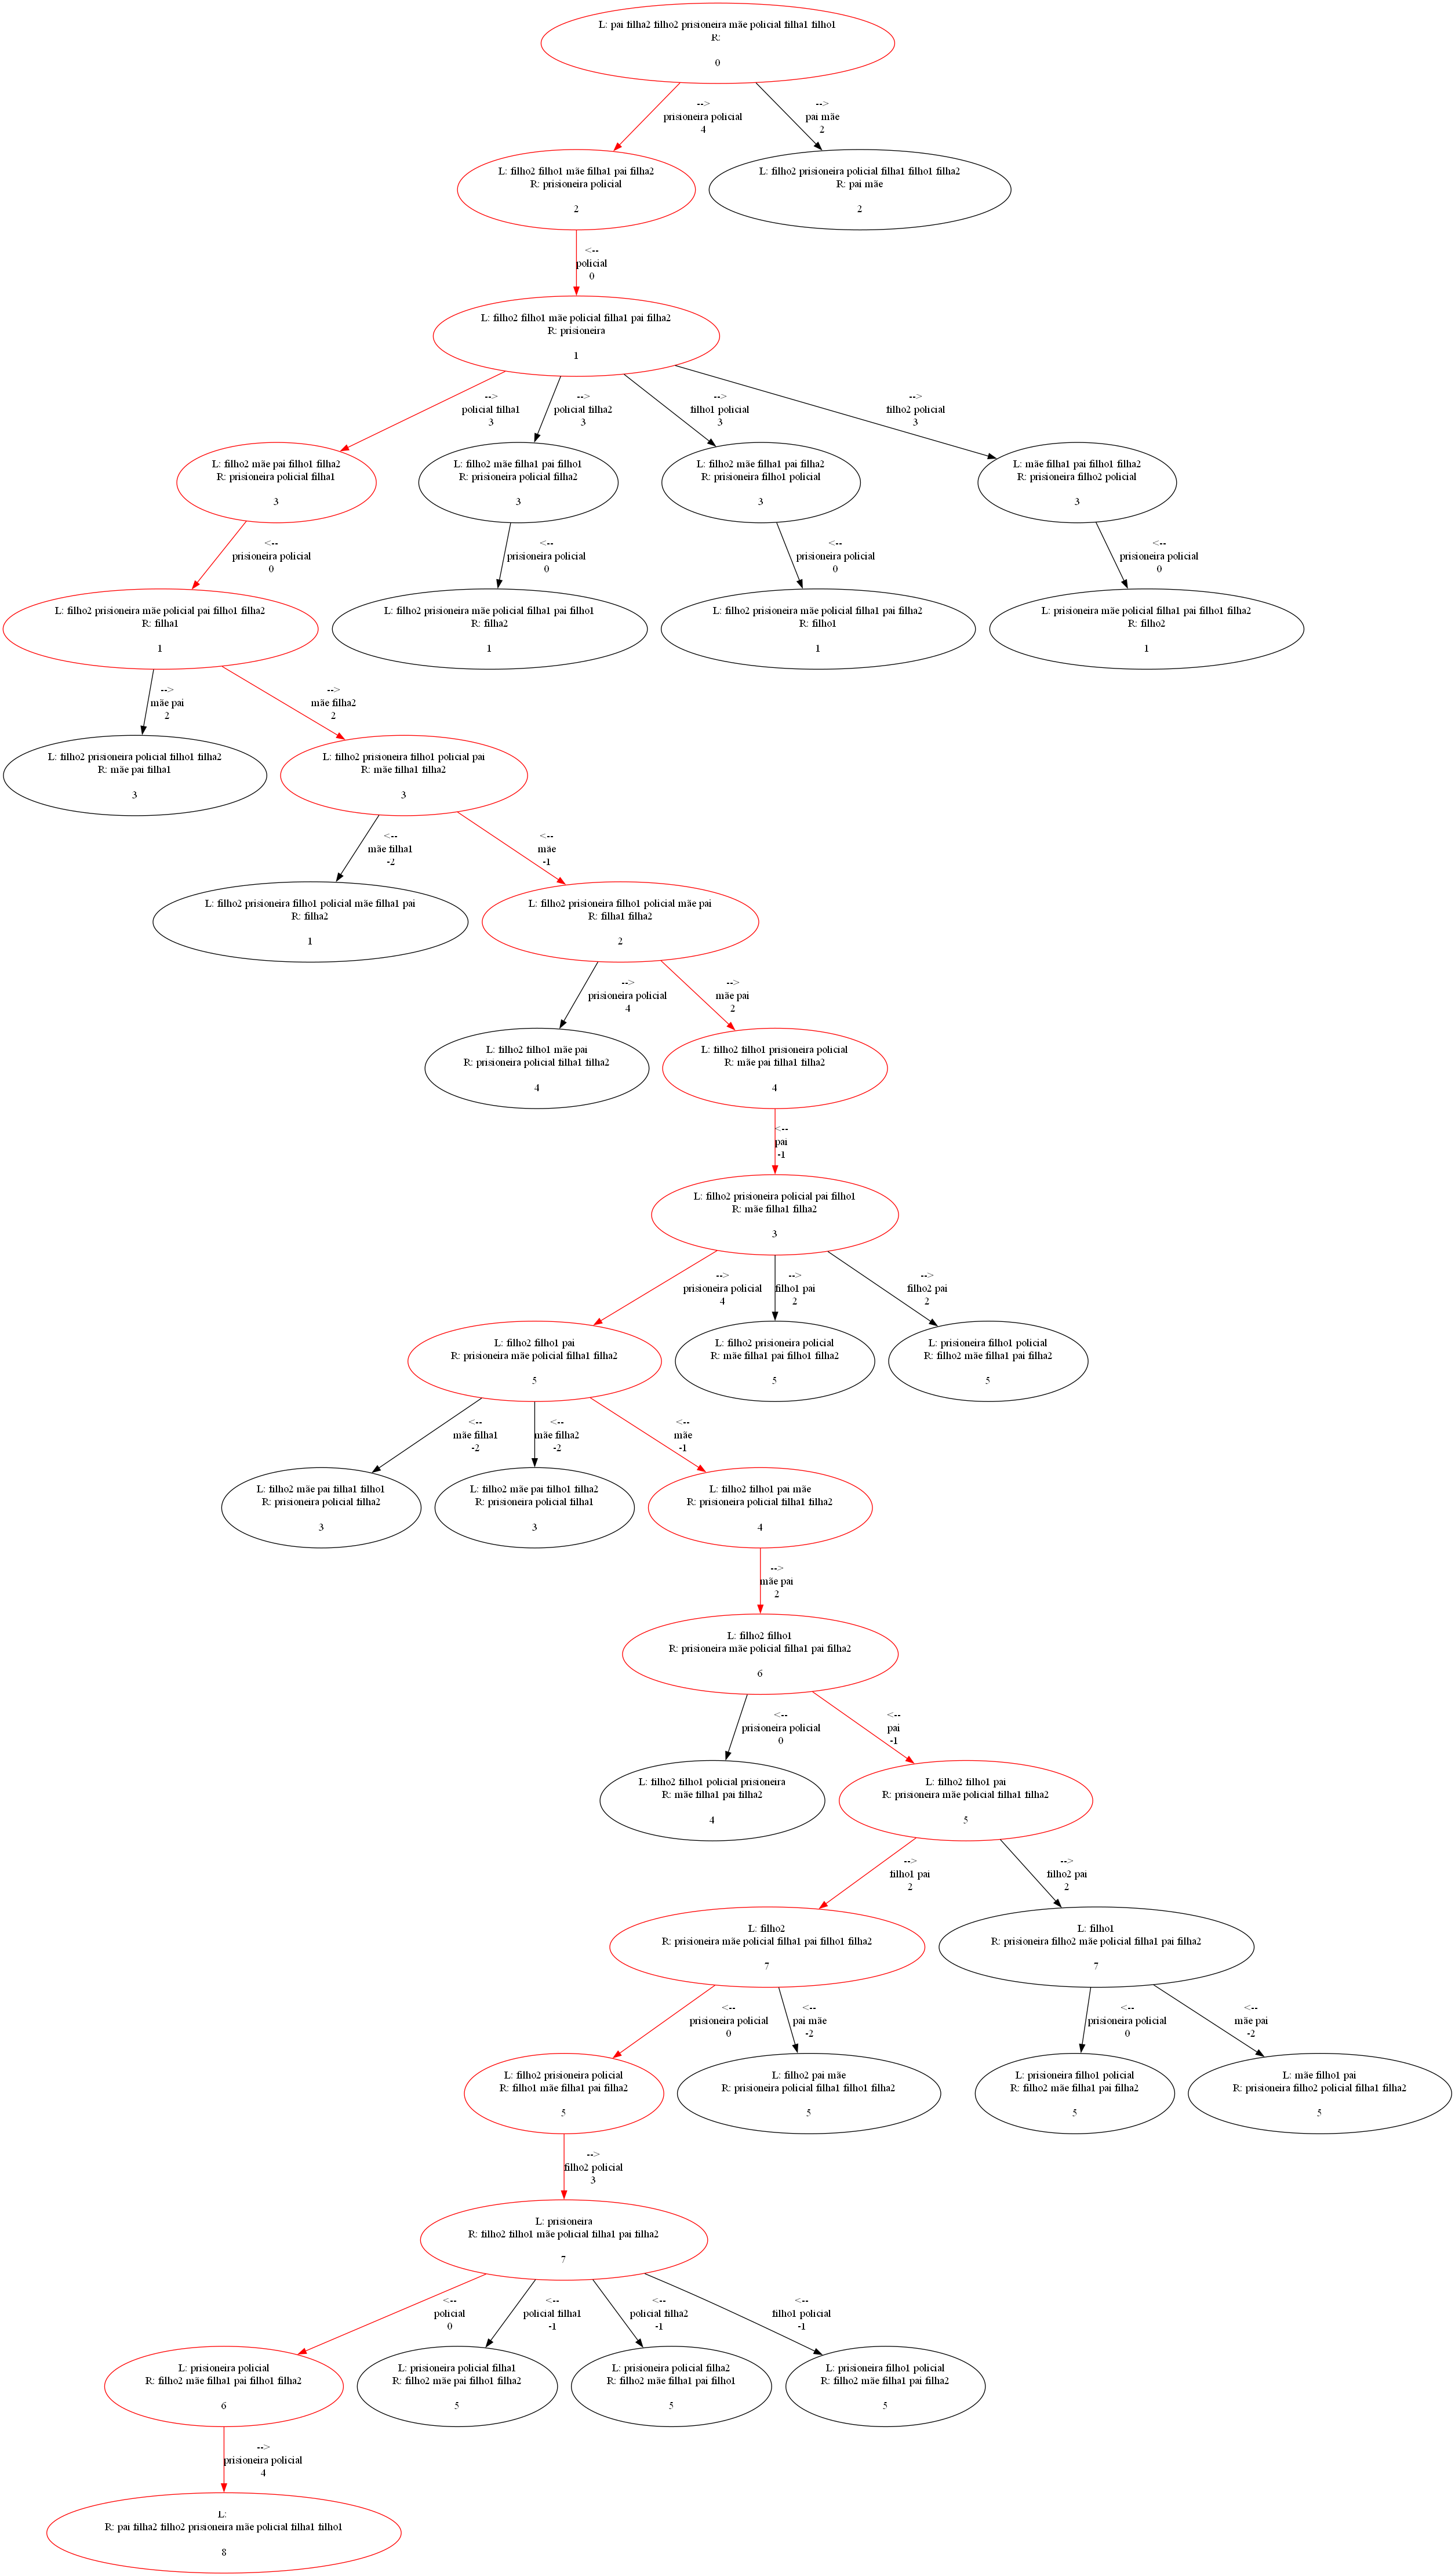 L: pai filha2 filho2 prisioneira mãe policial filha1 filho1
R:
0
-->
prisioneira policial
4
-->
pai mãe
2
L: filho2 filho1 mãe filha1 pai filha2
R: prisioneira policial
2
L: filho2 prisioneira policial filha1 filho1 filha2
R: pai mãe
2
<--
policial
0
L: filho2 filho1 mãe policial filha1 pai filha2
R: prisioneira
1
-->
policial filha1
3
-->
policial filha2
3
-->
filho1 policial
3
-->
filho2 policial
3
L: filho2 mãe pai filho1 filha2
R: prisioneira policial filha1
3
L: filho2 mãe filha1 pai filho1
R: prisioneira policial filha2
3
L: filho2 mãe filha1 pai filha2
R: prisioneira filho1 policial
3
L: mãe filha1 pai filho1 filha2
R: prisioneira filho2 policial
3
<--
prisioneira policial
0
<--
prisioneira policial
0
<--
prisioneira policial
0
<--
prisioneira policial
0
L: filho2 prisioneira mãe policial pai filho1 filha2
R: filha1
1
L: filho2 prisioneira mãe policial filha1 pai filho1
R: filha2
1
L: filho2 prisioneira mãe policial filha1 pai filha2
R: filho1
1
L: prisioneira mãe policial filha1 pai filho1 filha2
R: filho2
1
-->
mãe pai
2
-->
mãe filha2
2
L: filho2 prisioneira policial filho1 filha2
R: mãe pai filha1
3
L: filho2 prisioneira filho1 policial pai
R: mãe filha1 filha2
3
<--
mãe filha1
-2
<--
mãe
-1
L: filho2 prisioneira filho1 policial mãe filha1 pai
R: filha2
1
L: filho2 prisioneira filho1 policial mãe pai
R: filha1 filha2
2
-->
prisioneira policial
4
-->
mãe pai
2
L: filho2 filho1 mãe pai
R: prisioneira policial filha1 filha2
4
L: filho2 filho1 prisioneira policial
R: mãe pai filha1 filha2
4
<--
pai
-1
L: filho2 prisioneira policial pai filho1
R: mãe filha1 filha2
3
-->
prisioneira policial
4
-->
filho1 pai
2
-->
filho2 pai
2
L: filho2 filho1 pai
R: prisioneira mãe policial filha1 filha2
5
L: filho2 prisioneira policial
R: mãe filha1 pai filho1 filha2
5
L: prisioneira filho1 policial
R: filho2 mãe filha1 pai filha2
5
<--
mãe filha1
-2
<--
mãe filha2
-2
<--
mãe
-1
L: filho2 mãe pai filha1 filho1
R: prisioneira policial filha2
3
L: filho2 mãe pai filho1 filha2
R: prisioneira policial filha1
3
L: filho2 filho1 pai mãe
R: prisioneira policial filha1 filha2
4
-->
mãe pai
2
L: filho2 filho1
R: prisioneira mãe policial filha1 pai filha2
6
<--
prisioneira policial
0
<--
pai
-1
L: filho2 filho1 policial prisioneira
R: mãe filha1 pai filha2
4
L: filho2 filho1 pai
R: prisioneira mãe policial filha1 filha2
5
-->
filho1 pai
2
-->
filho2 pai
2
L: filho2
R: prisioneira mãe policial filha1 pai filho1 filha2
7
L: filho1
R: prisioneira filho2 mãe policial filha1 pai filha2
7
<--
prisioneira policial
0
<--
pai mãe
-2
<--
prisioneira policial
0
<--
mãe pai
-2
L: filho2 prisioneira policial
R: filho1 mãe filha1 pai filha2
5
L: filho2 pai mãe
R: prisioneira policial filha1 filho1 filha2
5
L: prisioneira filho1 policial
R: filho2 mãe filha1 pai filha2
5
L: mãe filho1 pai
R: prisioneira filho2 policial filha1 filha2
5
-->
filho2 policial
3
L: prisioneira
R: filho2 filho1 mãe policial filha1 pai filha2
7
<--
policial
0
<--
policial filha1
-1
<--
policial filha2
-1
<--
filho1 policial
-1
L: prisioneira policial
R: filho2 mãe filha1 pai filho1 filha2
6
L: prisioneira policial filha1
R: filho2 mãe pai filho1 filha2
5
L: prisioneira policial filha2
R: filho2 mãe filha1 pai filho1
5
L: prisioneira filho1 policial
R: filho2 mãe filha1 pai filha2
5
-->
prisioneira policial
4
L:
R: pai filha2 filho2 prisioneira mãe policial filha1 filho1
8